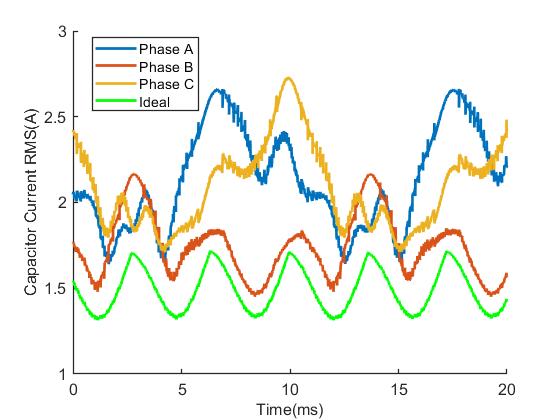 3
2.5
2
1.5
1
Capacitor Current RMS(A)
Phase A
Phase B
Phase C
Ideal
0 5 10 15 20
Time(ms)